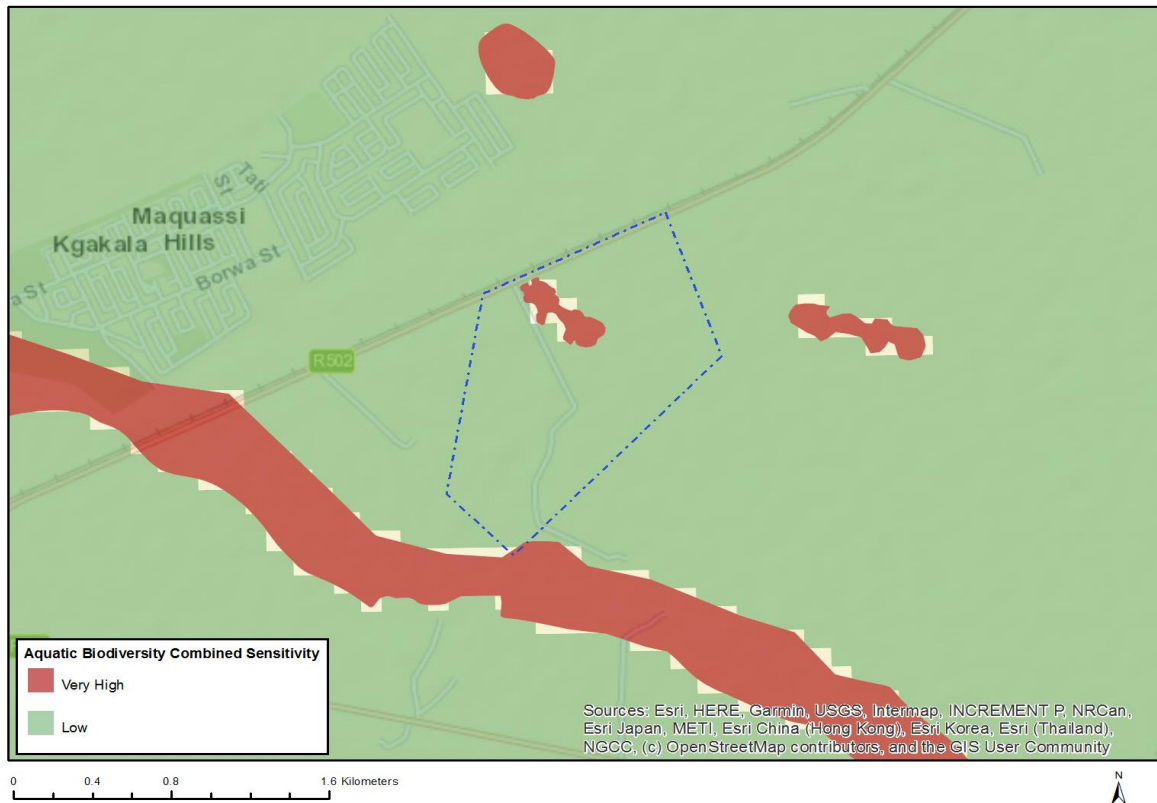 Tati
St
Maquassi
Kgakala Hills
Borwa St
a St
R502
Aquatic Biodiversity Combined Sensitivity
Very High
Low
Sources: Esri, HERE, Garmin, USGS, Intermap, INCREMENT P, NRCan,
Esri Japan, METI, Esri China (Hong Kong), Esri Korea, Esri (Thailand),
NGCC, (c) OpenStreetMap contributors, and the GIS User Community
0 0.4 0.8 1.6 Kilometers
N